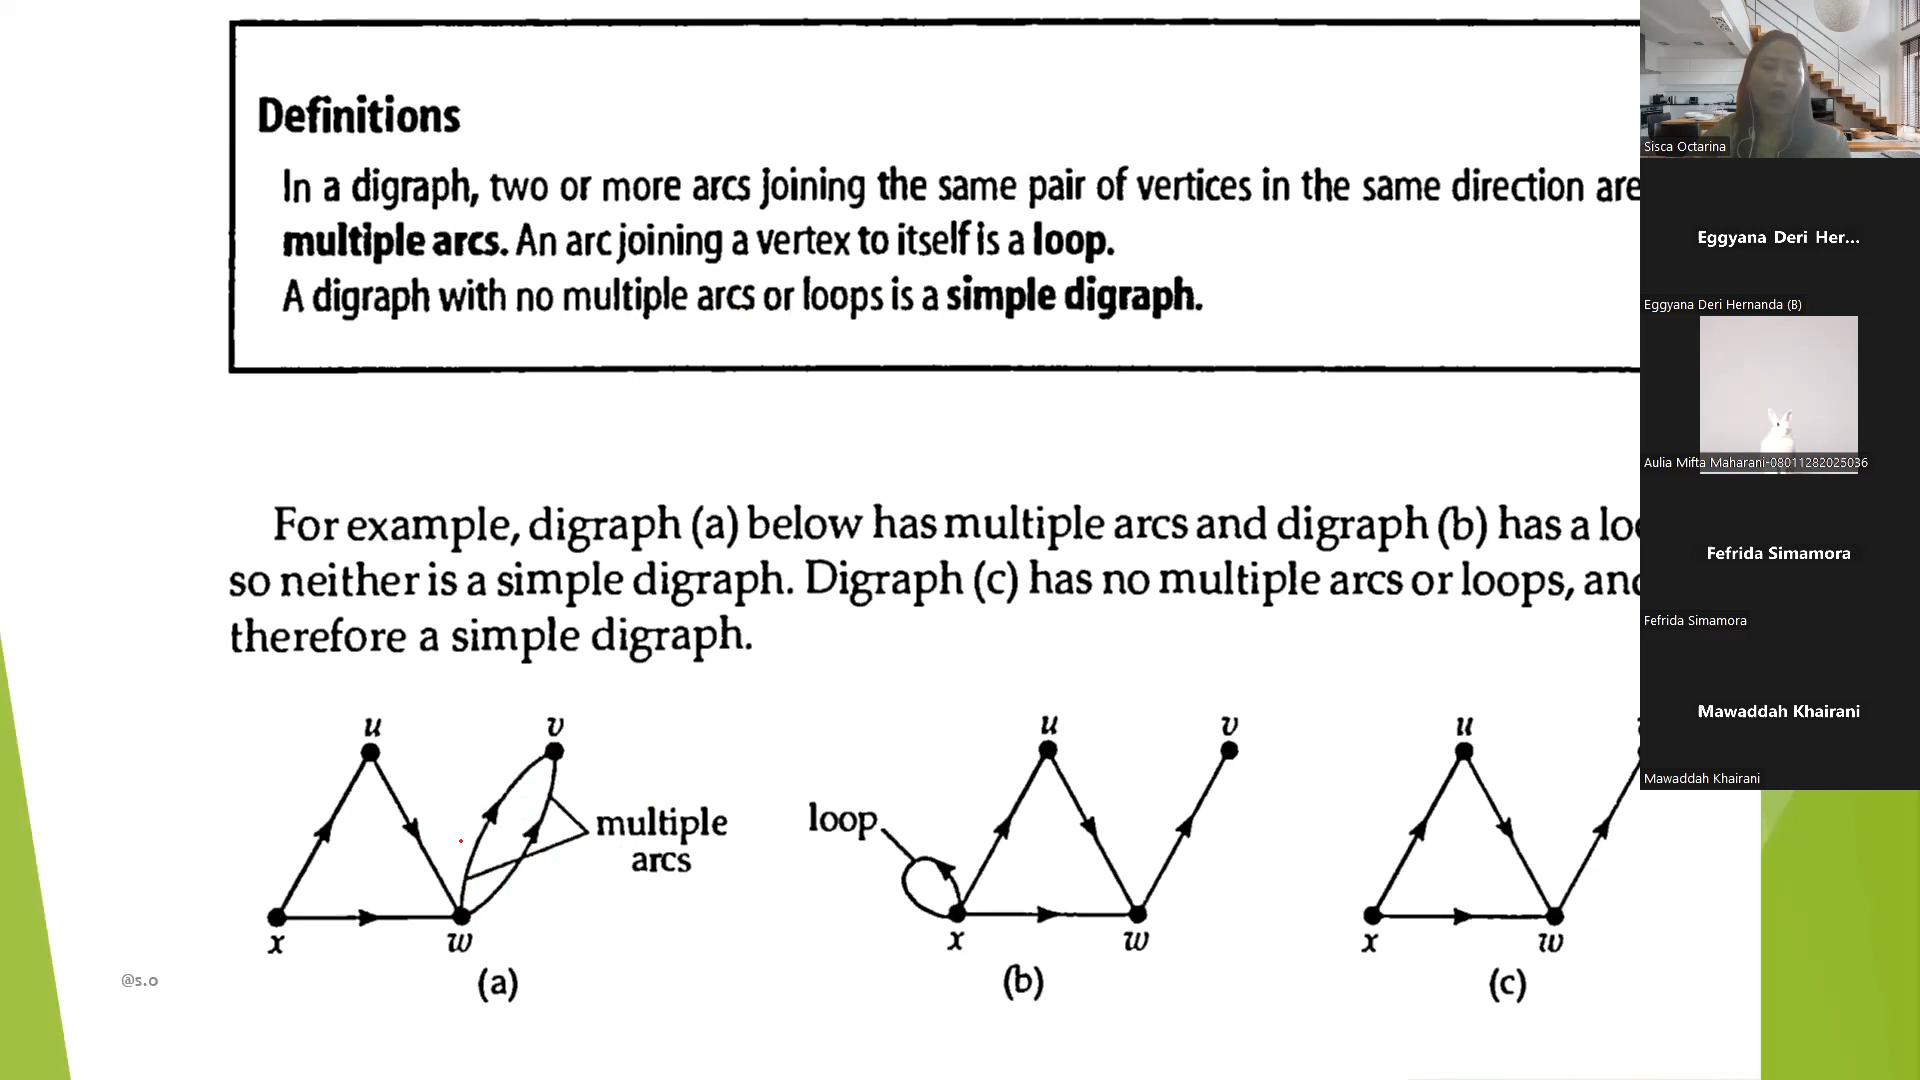 Definitions
In a digraph, two or more arcs joining the same pair of vertices in the same direction are
multiple arcs. An arc joining a vertex to itself is a loop.
A digraph with no multiple arcs or loops is a simple digraph.
For example, digraph (a) below has multiple arcs and digraph (b) has a
so neither is a simple digraph. Digraph (c) has no multiple arcs or loops,
therefore a simple digraph.
u v
multiple
arcs
x w
(a)
u v
loop
x w
(b)
u
x w
(c)
@s.o
Sisca Octarina
Eggyana Deri Her...
Eggyana Deri Hernanda (B)
Aulia Mifta Maharani-08011282025036
Fefrida Simamora
Fefrida Simamora
Mawaddah Khairani
Mawaddah Khairani